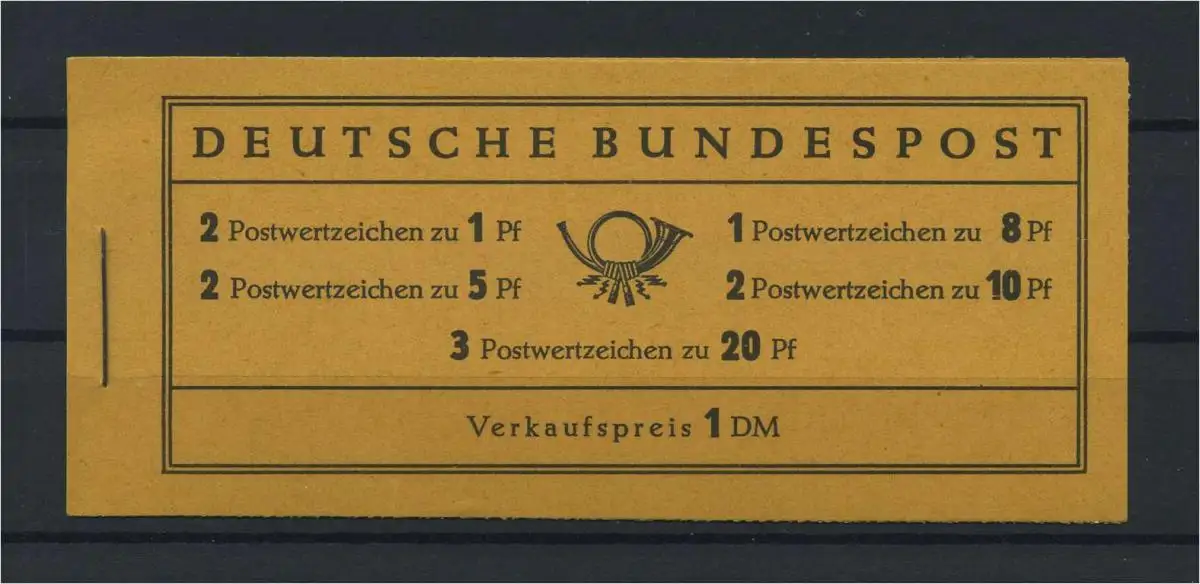 DEUTSCHE BUNDESPOST
2 Postwertzeichen zu 1 Pf
1 Postwertzeichen zu 8 Pf
2 Postwertzeichen zu 5 Pf
2 Postwertzeichen zu 10 Pf
3 Postwertzeichen zu 20 Pf
Verkaufspreis 1 DM